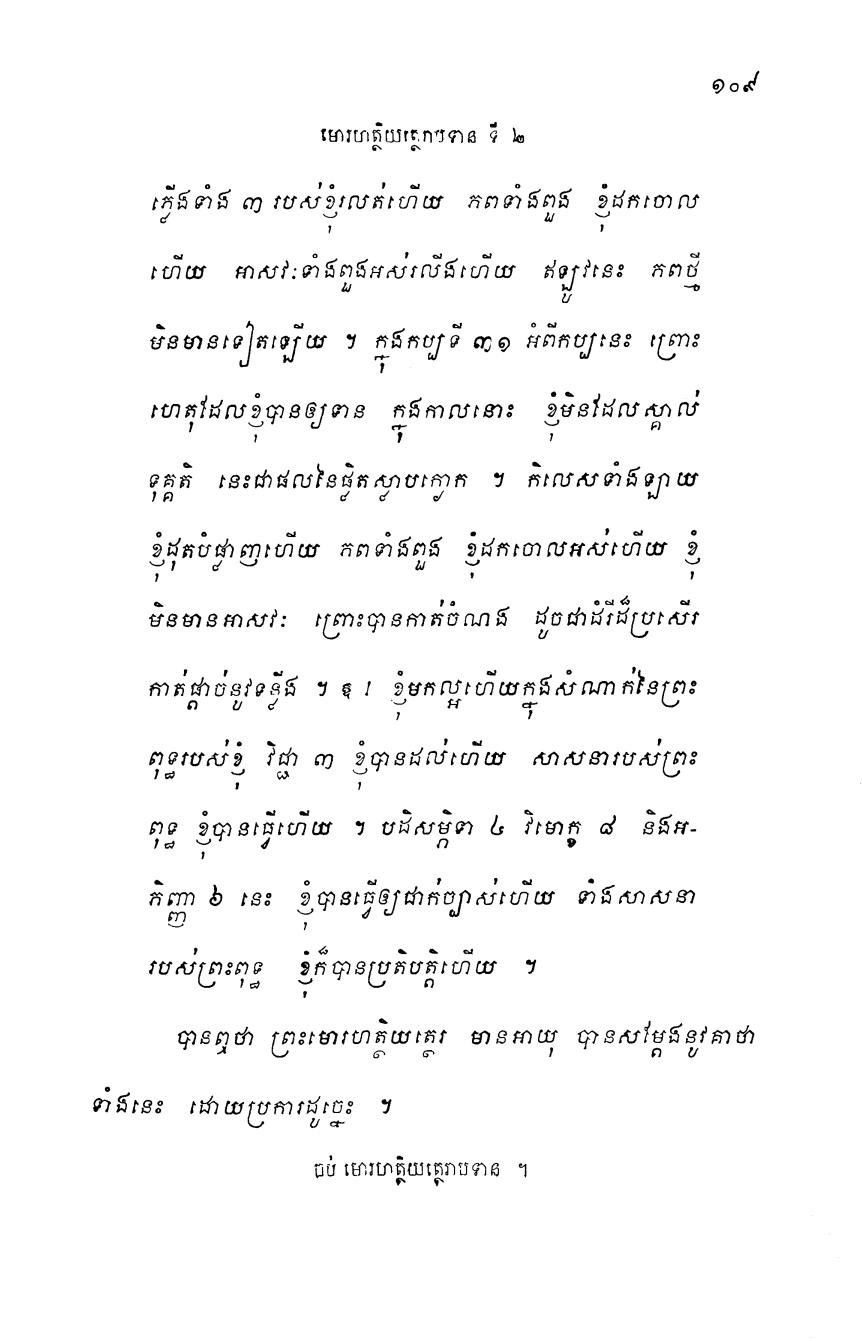 ១០៩
មោរហត្ថិយត្ថេរាបទាន ទី ២
ភ្លើងទាំង ៣ របស់ខ្ញុំរលត់ហើយ ភពទាំងពួង ខ្ញុំដកចោល
ហើយ អាសវៈទាំងពួងអស់រលីងហើយ ឥឡូវនេះ ភពថ្មី
មិនមានទៀតឡើយ ។ ក្នុងកប្បទី ៣១ អំពីកប្បនេះ ព្រោះ
ហេតុដែលខ្ញុំបានឲ្យទាន ក្នុងកាលនោះ ខ្ញុំមិនដែលស្គាល់
ទុគ្គតិ នេះជាផលនៃផ្លិតស្លាបក្ងោក ។ កិលេសទាំងឡាយ
ខ្ញុំដុតបំផ្លាញហើយ ភពទាំងពួង ខ្ញុំដកចោលអស់ហើយ ខ្ញុំ
មិនមានអាសវៈ ព្រោះបានកាត់ចំណង ដូចជាដំរីដ៏ប្រសើរ
កាត់ផ្តាច់នូវទន្លីង ។ ឱ ! ខ្ញុំមកល្អហើយក្នុងសំណាក់នៃព្រះ
ពុទ្ធរបស់ខ្ញុំ វិជ្ជា ៣ ខ្ញុំបានដល់ហើយ សាសនារបស់ព្រះ
ពុទ្ធ ខ្ញុំបានធ្វើហើយ ។ បដិសម្ភិទា ៤ វិមោក្ខ ៨ និងអ-
ភិញ្ញា ៦ នេះ ខ្ញុំបានធ្វើឲ្យជាក់ច្បាស់ហើយ ទាំងសាសនា
របស់ព្រះពុទ្ធ ខ្ញុំក៏បានប្រតិបត្តិហើយ ។
បានឮថា ព្រះមោរហត្ថិយត្ថេរ មានអាយុ បានសម្តែងនូវគាថា
ទាំងនេះ ដោយប្រការដូច្នេះ ។
ចប់ មោរហត្ថិយត្ថេរាបទាន ។